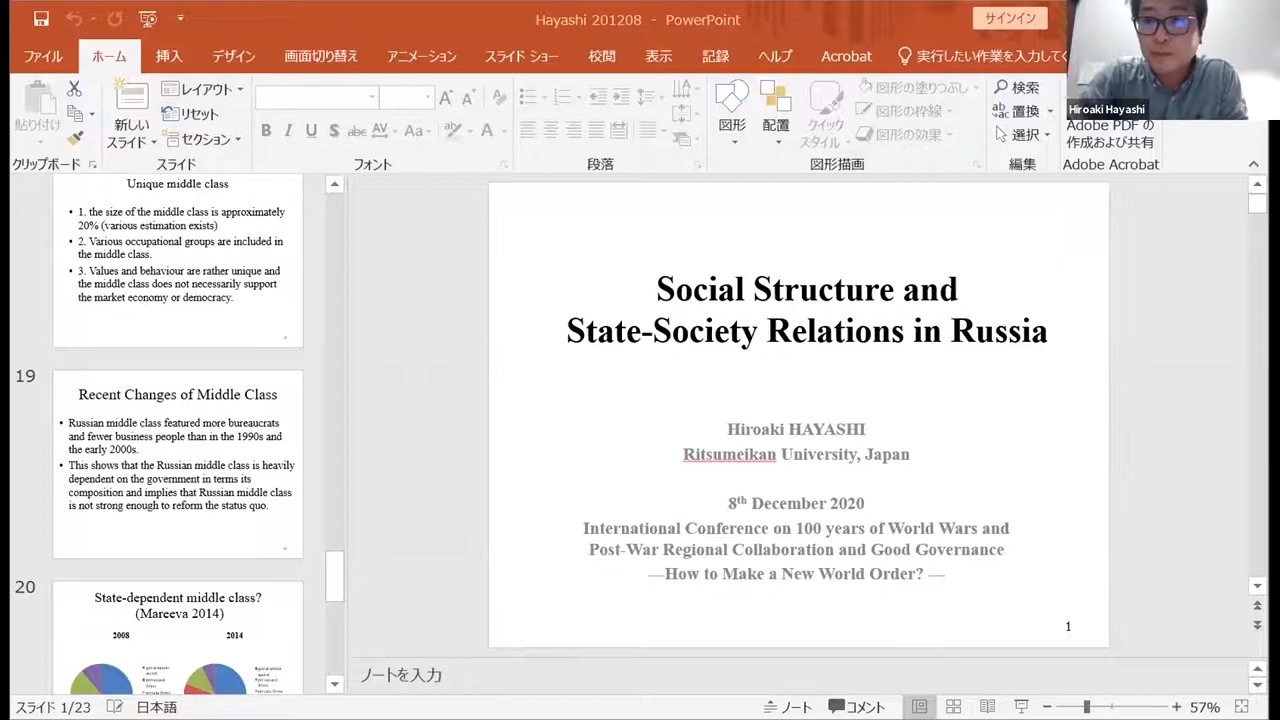 Hayashi 201208 - PowerPoint
サインイン
ファイル
ホーム
挿入
デザイン
画面切り替え
アニメーション
スライド ショー
校閲
表示
記録
ヘルプ
Acrobat
実行したい作業を入力してく
Hiroaki Hayashi
貼り付け
クリップボード
新しい
スライド
レイアウト
リセット
セクション
スライド
B I U S abc AV Aa A
フォント
段落
図形
配置
クイック
スタイル
図形の塗りつぶし
図形の枠線
図形の効果
図形描画
検索
置換
選択
編集
Adobe PDF の
作成および共有
Adobe Acrobat
Unique middle class
• 1. the size of the middle class is approximately
20% (various estimation exists)
• 2. Various occupational groups are included in
the middle class.
• 3. Values and behaviour are rather unique and
the middle class does not necessarily support
the market economy or democracy.
19
Recent Changes of Middle Class
• Russian middle class featured more bureaucrats
and fewer business people than in the 1990s and
the early 2000s.
• This shows that the Russian middle class is heavily
dependent on the government in terms its
composition and implies that Russian middle class
is not strong enough to reform the status quo.
20
State-dependent middle class?
(Mareeva 2014)
2008
2014
Social Structure and
State-Society Relations in Russia
Hiroaki HAYASHI
Ritsumeikan University, Japan
8th December 2020
International Conference on 100 years of World Wars and
Post-War Regional Collaboration and Good Governance
—How to Make a New World Order? —
1
ノートを入力
スライド 1/23
日本語
ノート
コメント
57%